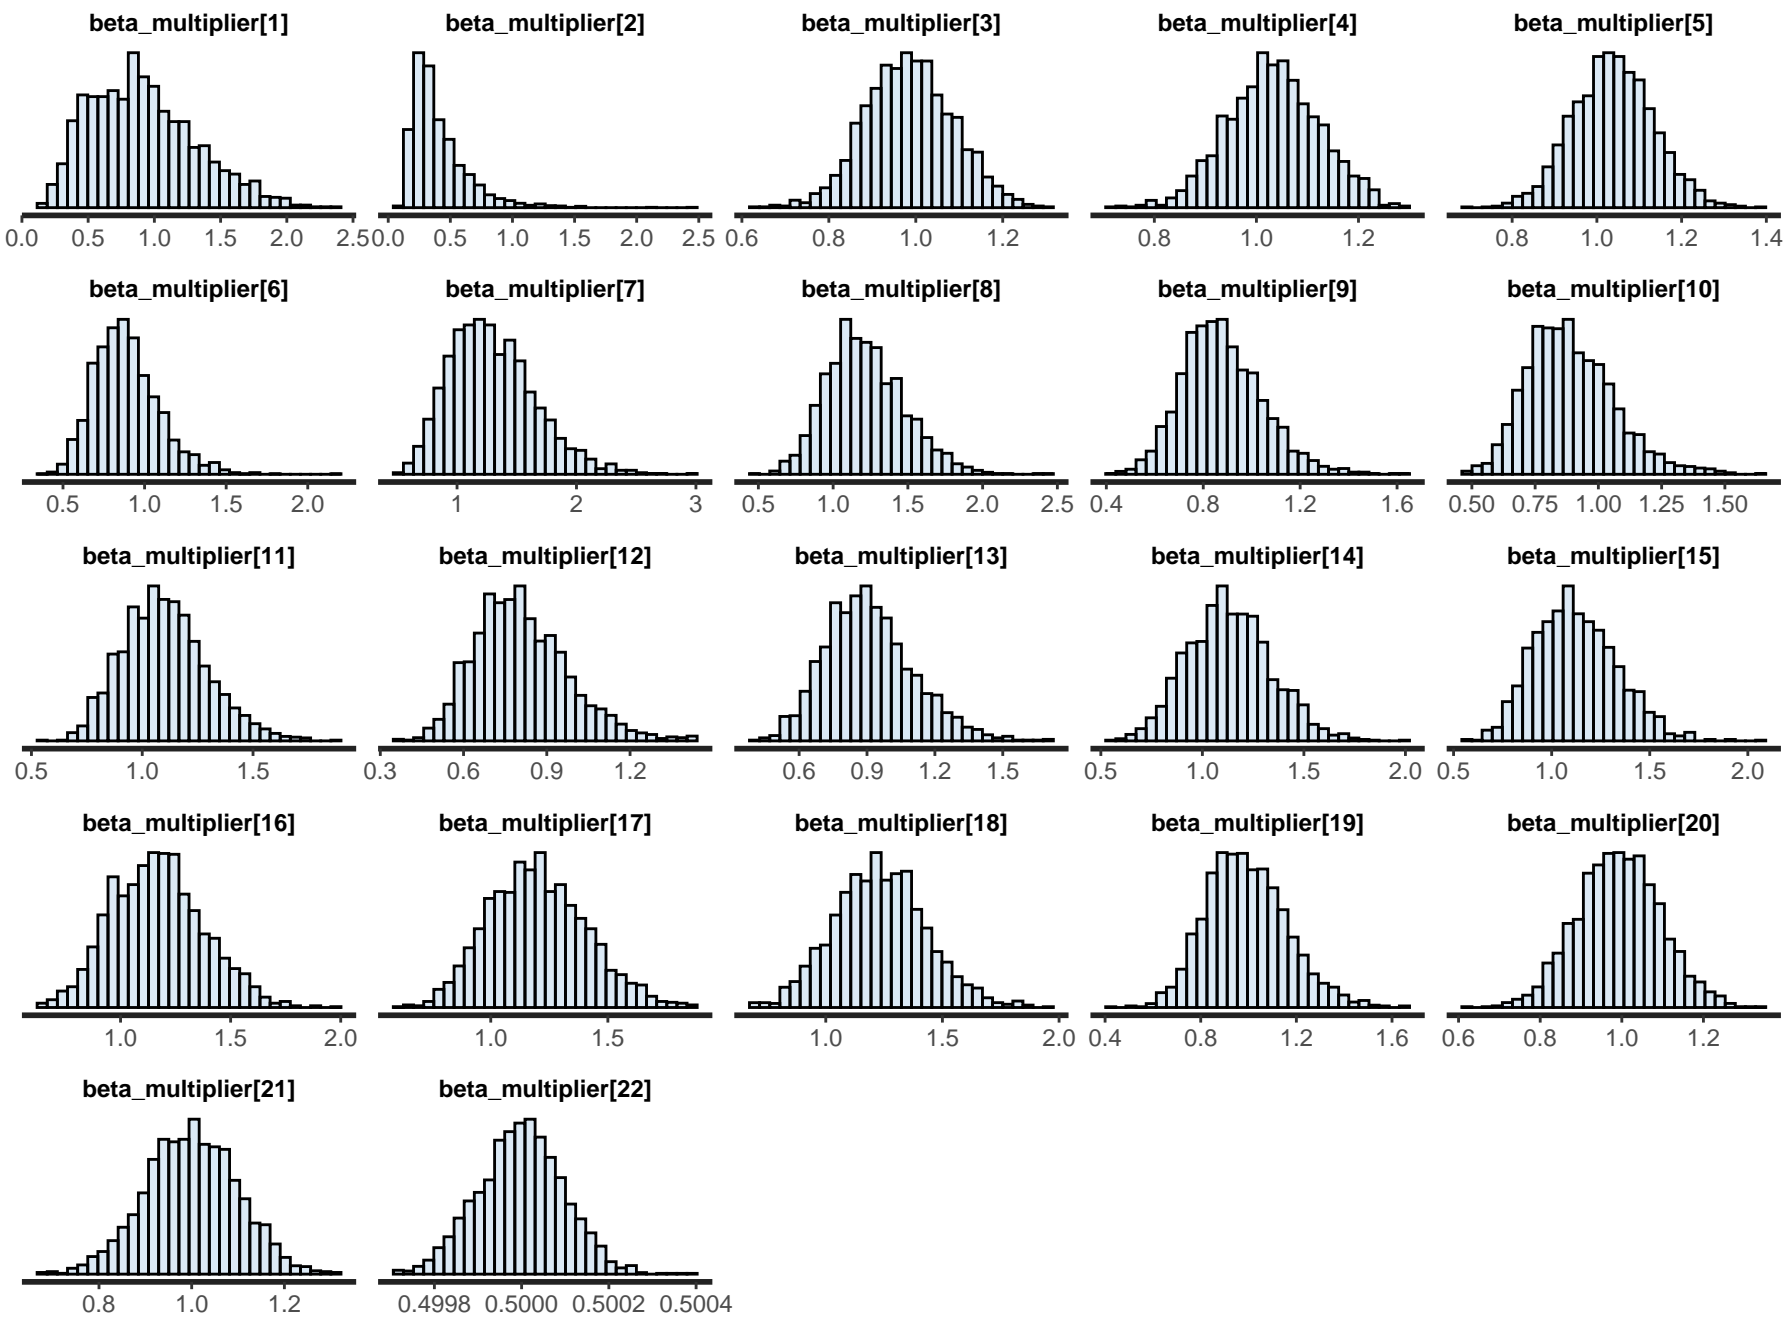 beta_multiplier[1] beta_multiplier[2] beta_multiplier[3] beta_multiplier[4] beta_multiplier[5]
0.0 0.5 1.0 1.5 2.0 2.5 0.0 0.5 1.0 1.5 2.0 2.5 0.6 0.8 1.0 1.2 0.8 1.0 1.2 0.8 1.0 1.2 1.4
beta_multiplier[6] beta_multiplier[7] beta_multiplier[8] beta_multiplier[9] beta_multiplier[10]
0.5 1.0 1.5 2.0 1 2 3 0.5 1.0 1.5 2.0 2.5 0.4 0.8 1.2 1.6 0.50 0.75 1.00 1.25 1.50
beta_multiplier[11] beta_multiplier[12] beta_multiplier[13] beta_multiplier[14] beta_multiplier[15]
0.5 1.0 1.5 0.3 0.6 0.9 1.2 0.6 0.9 1.2 1.5 0.5 1.0 1.5 2.0 0.5 1.0 1.5 2.0
beta_multiplier[16] beta_multiplier[17] beta_multiplier[18] beta_multiplier[19] beta_multiplier[20]
1.0 1.5 2.0 1.0 1.5 1.0 1.5 2.0 0.4 0.8 1.2 1.6 0.6 0.8 1.0 1.2
beta_multiplier[21] beta_multiplier[22]
0.8 1.0 1.2 0.4998 0.5000 0.5002 0.5004